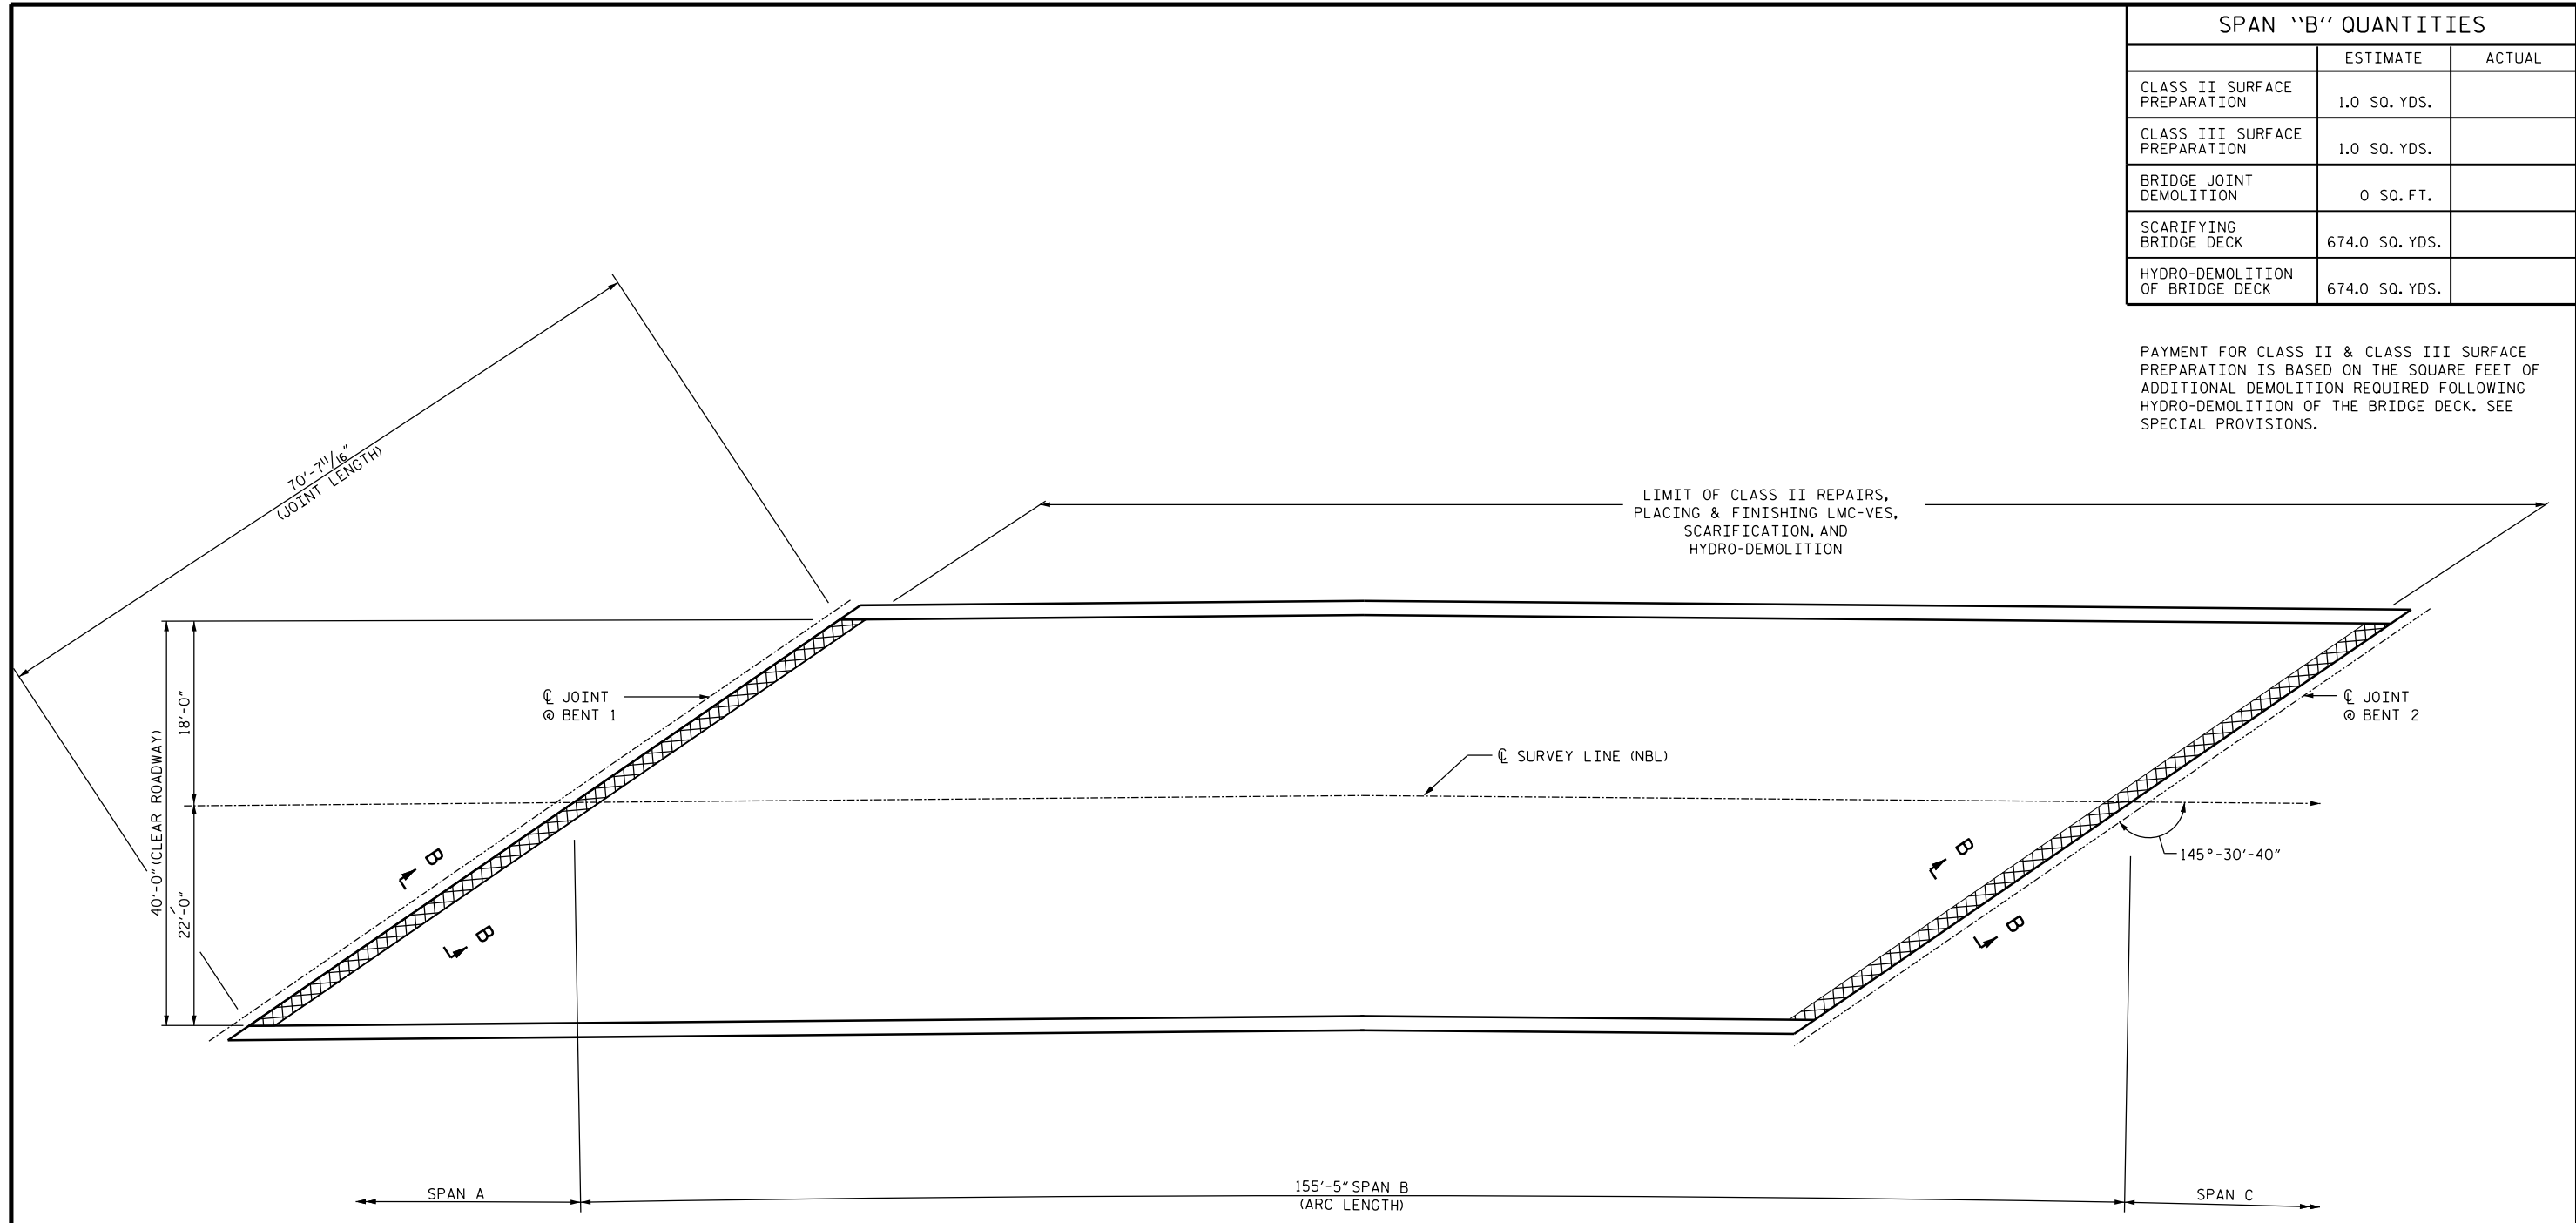 SPAN "B" QUANTITIES
ESTIMATE ACTUAL
CLASS II SURFACE
PREPARATION 1.0 SQ. YDS.
CLASS III SURFACE
PREPARATION 1.0 SQ. YDS.
BRIDGE JOINT
DEMOLITION 0 SQ. FT.
SCARIFYING
BRIDGE DECK 674.0 SQ. YDS.
HYDRO-DEMOLITION
OF BRIDGE DECK 674.0 SQ. YDS.
PAYMENT FOR CLASS II & CLASS III SURFACE
PREPARATION IS BASED ON THE SQUARE FEET OF
ADDITIONAL DEMOLITION REQUIRED FOLLOWING
HYDRO-DEMOLITION OF THE BRIDGE DECK. SEE
SPECIAL PROVISIONS.
70'-7 11/16"
(JOINT LENGTH)
LIMIT OF CLASS II REPAIRS,
PLACING & FINISHING LMC-VES,
SCARIFICATION, AND
HYDRO-DEMOLITION
℄ JOINT
@ BENT 1
℄ JOINT
@ BENT 2
18'-0"
40'-0" (CLEAR ROADWAY)
22'-0"
℄ SURVEY LINE (NBL)
145°-30'-40"
B
B
B
B
SPAN A
155'-5" SPAN B
(ARC LENGTH)
SPAN C